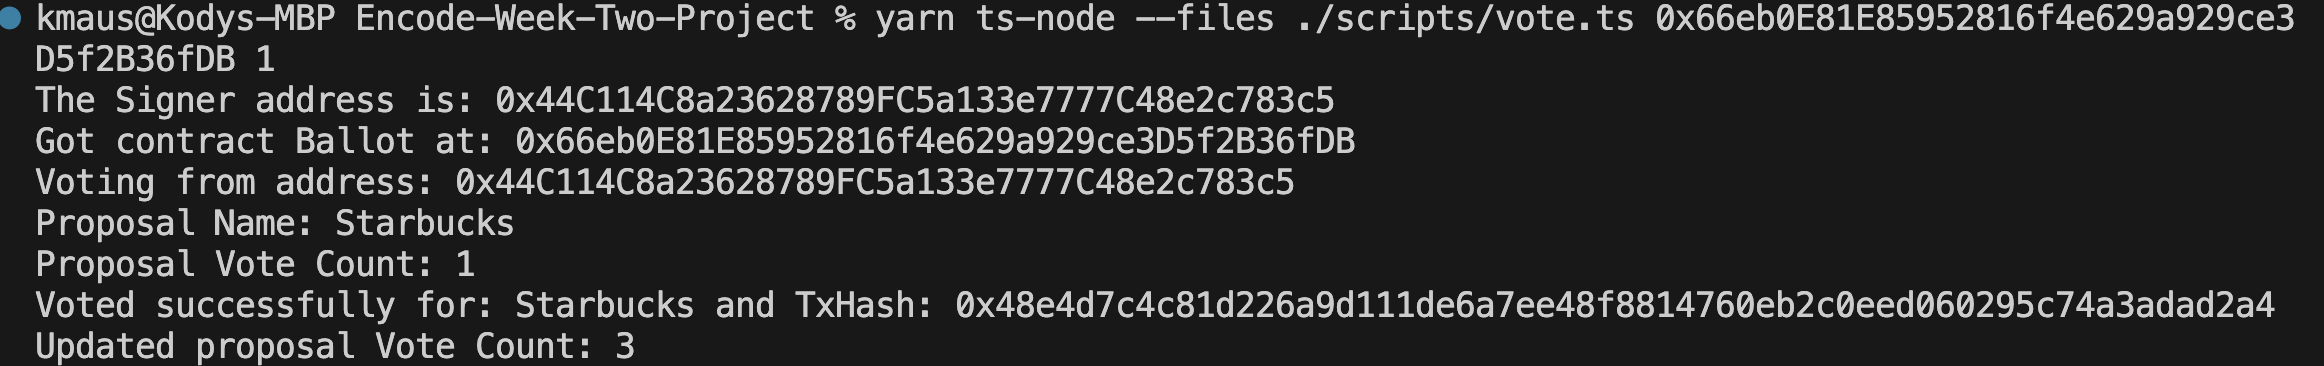 kmaus@Kodys-MBP Encode-Week-Two-Project % yarn ts-node --files ./scripts/vote.ts 0x66eb0E81E85952816f4e629a929ce3
D5f2B36fDB 1
The Signer address is: 0x44C114C8a23628789FC5a133e7777C48e2c783c5
Got contract Ballot at: 0x66eb0E81E85952816f4e629a929ce3D5f2B36fDB
Voting from address: 0x44C114C8a23628789FC5a133e7777C48e2c783c5
Proposal Name: Starbucks
Proposal Vote Count: 1
Voted successfully for: Starbucks and TxHash: 0x48e4d7c4c81d226a9d111de6a7ee48f8814760eb2c0eed060295c74a3adad2a4
Updated proposal Vote Count: 3